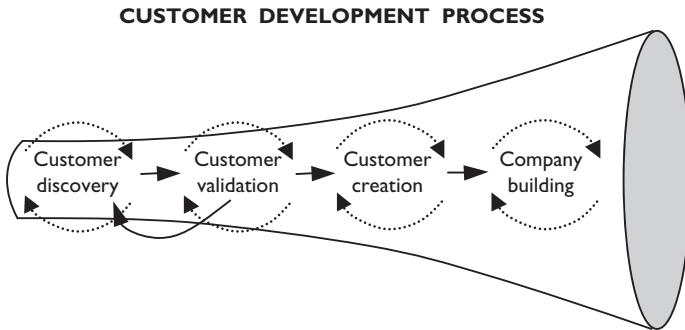 CUSTOMER DEVELOPMENT PROCESS
Customer
discovery
Customer
validation
Customer
creation
Company
building